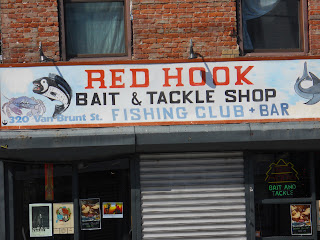 RED HOOK
BAIT & TACKLE SHOP
320 Van Brunt St. FISHING CLUB + BAR
BAIT AND
TACKLE